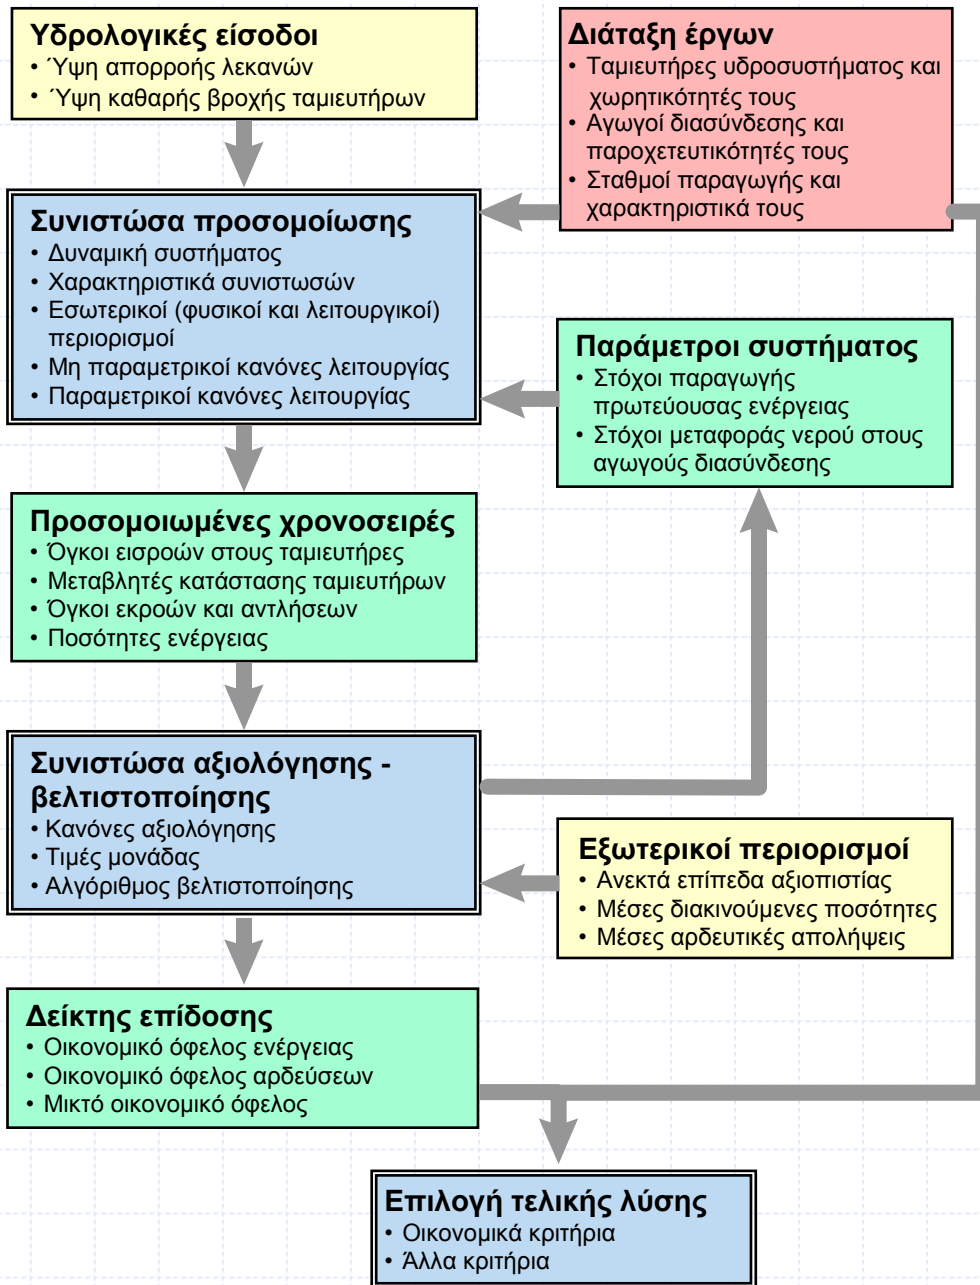 Υδρολογικές είσοδοι
• Ύψη απορροής λεκανών
• Ύψη καθαρής βροχής ταμιευτήρων
Διάταξη έργων
• Ταμιευτήρες υδροσυστήματος και
χωρητικότητές τους
• Αγωγοί διασύνδεσης και
παροχετευτικότητές τους
• Σταθμοί παραγωγής και
χαρακτηριστικά τους
Συνιστώσα προσομοίωσης
• Δυναμική συστήματος
• Χαρακτηριστικά συνιστωσών
• Εσωτερικοί (φυσικοί και λειτουργικοί)
περιορισμοί
• Μη παραμετρικοί κανόνες λειτουργίας
• Παραμετρικοί κανόνες λειτουργίας
Παράμετροι συστήματος
• Στόχοι παραγωγής
πρωτεύουσας ενέργειας
• Στόχοι μεταφοράς νερού στους
αγωγούς διασύνδεσης
Προσομοιωμένες χρονοσειρές
• Όγκοι εισροών στους ταμιευτήρες
• Μεταβλητές κατάστασης ταμιευτήρων
• Όγκοι εκροών και αντλήσεων
• Ποσότητες ενέργειας
Συνιστώσα αξιολόγησης -
βελτιστοποίησης
• Κανόνες αξιολόγησης
• Τιμές μονάδας
• Αλγόριθμος βελτιστοποίησης
Εξωτερικοί περιορισμοί
• Ανεκτά επίπεδα αξιοπιστίας
• Μέσες διακινούμενες ποσότητες
• Μέσες αρδευτικές απολήψεις
Δείκτης επίδοσης
• Οικονομικό όφελος ενέργειας
• Οικονομικό όφελος αρδεύσεων
• Μικτό οικονομικό όφελος
Επιλογή τελικής λύσης
• Οικονομικά κριτήρια
• Άλλα κριτήρια